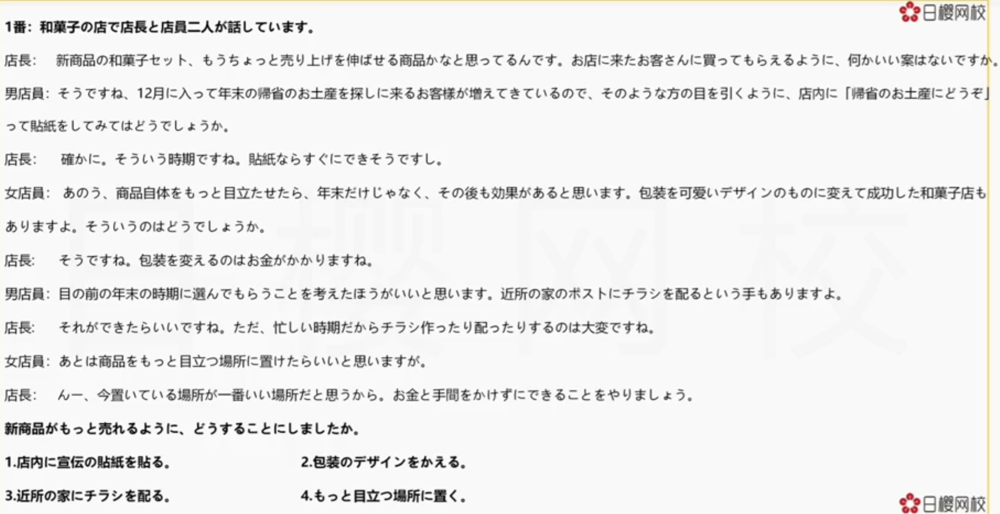 日樱网校
1番：和菓子の店で店長と店員二人が話しています。
店長： 新商品の和菓子セット、もうちょっと売り上げを伸ばせる商品かなと思ってるんです。お店に来たお客さんに買ってもらえるように、何かいい案はないですか。
男店員：そうですね、12月に入って年末の帰省のお土産を探しに来るお客様が増えてきているので、そのような方の目を引くように、店内に「帰省のお土産にどうぞ」
って貼紙をしてみてはどうでしょうか。
店長： 確かに。そういう時期ですね。貼紙ならすぐにできそうですし。
女店員： あのう、商品自体をもっと目立たせたら、年末だけじゃなく、その後も効果があると思います。包装を可愛いデザインのものに変えて成功した和菓子店も
ありますよ。そういうのはどうでしょうか。
店長: そうですね。包装を変えるのはお金がかかりますね。
男店員：目の前の年末の時期に選んでもらうことを考えたほうがいいと思います。近所の家のポストにチラシを配るという手もありますよ。
店長: それができたらいいですね。ただ、忙しい時期だからチラシ作ったり配ったりするのは大変ですね。
女店員：あとは商品をもっと目立つ場所に置けたらいいと思いますが。
店長： んー、今置いている場所が一番いい場所だと思うから。お金と手間をかけずにできることをやりましょう。
新商品がもっと売れるように、どうすることにしましたか。
1.店内に宣伝の貼紙を貼る。 2.包装のデザインをかえる。
3.近所の家にチラシを配る。 4.もっと目立つ場所に置く。
日樱网校
日樱网校